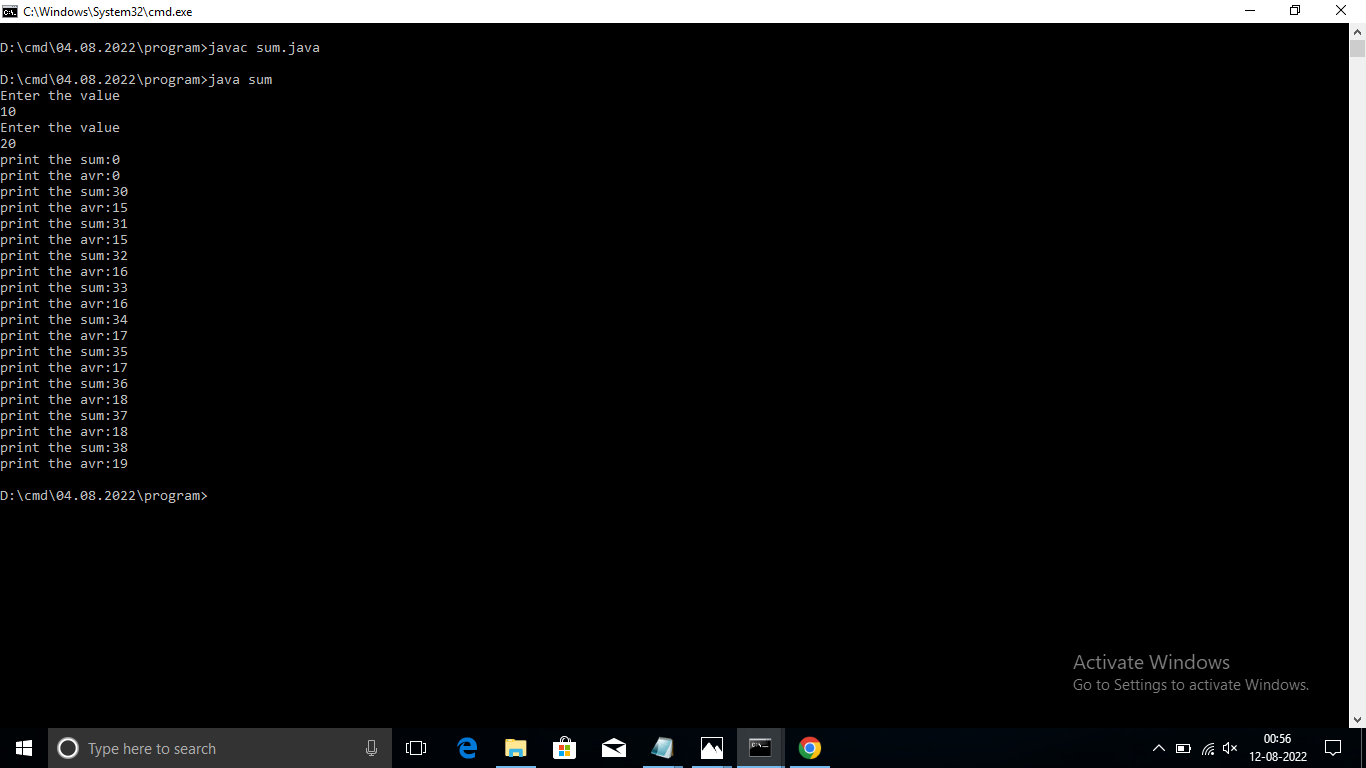 C:\Windows\System32\cmd.exe
D:\cmd\04.08.2022\program>javac sum.java
D:\cmd\04.08.2022\program>java sum
Enter the value
10
Enter the value
20
print the sum:0
print the avr:0
print the sum:30
print the avr:15
print the sum:31
print the avr:15
print the sum:32
print the avr:16
print the sum:33
print the avr:16
print the sum:34
print the avr:17
print the sum:35
print the avr:17
print the sum:36
print the avr:18
print the sum:37
print the avr:18
print the sum:38
print the avr:19
D:\cmd\04.08.2022\program>
Activate Windows
Go to Settings to activate Windows.
Type here to search
00:56
12-08-2022